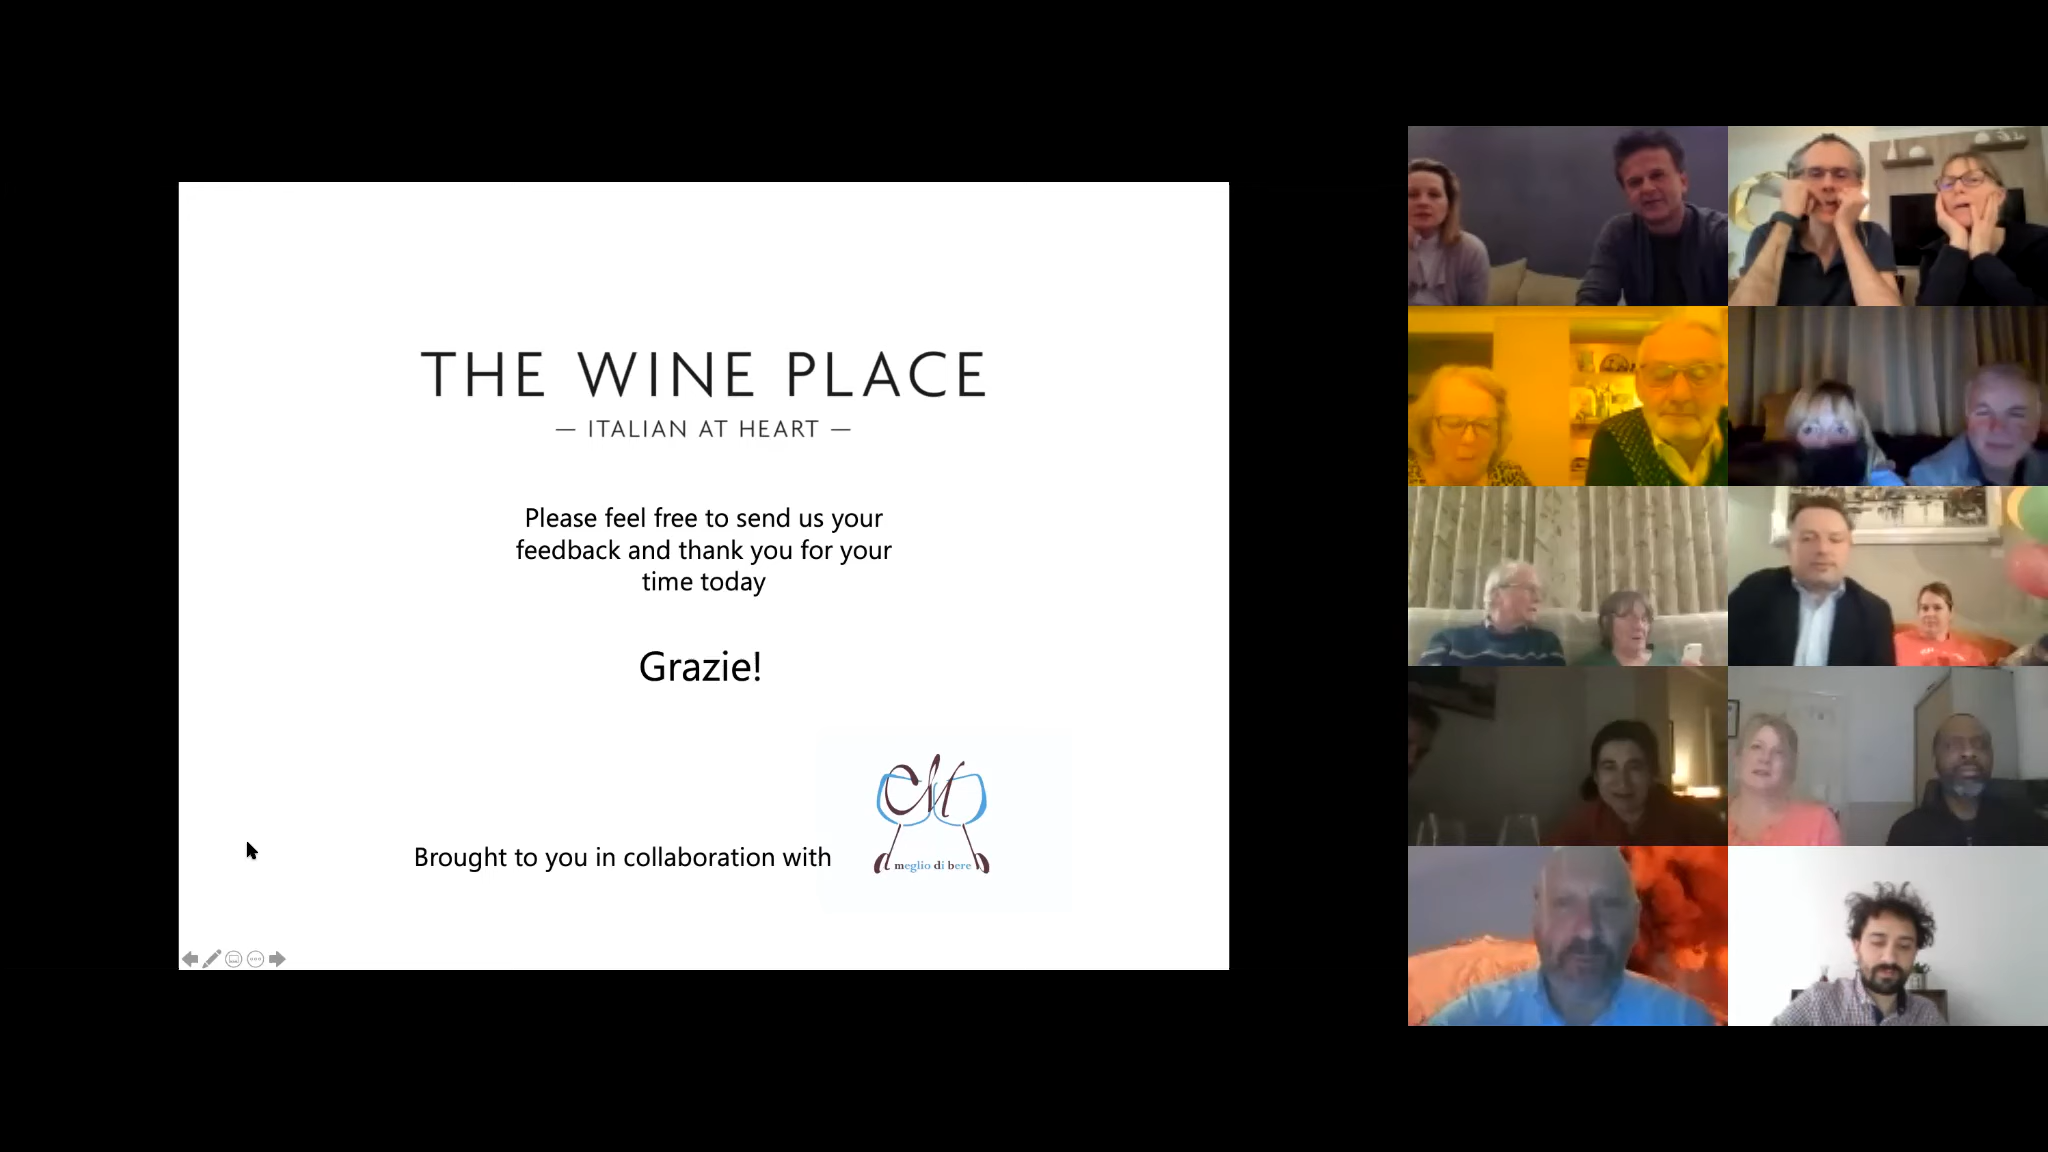 THE WINE PLACE
— ITALIAN AT HEART —
Please feel free to send us your
feedback and thank you for your
time today
Grazie!
Brought to you in collaboration with
CM
meglio di bere